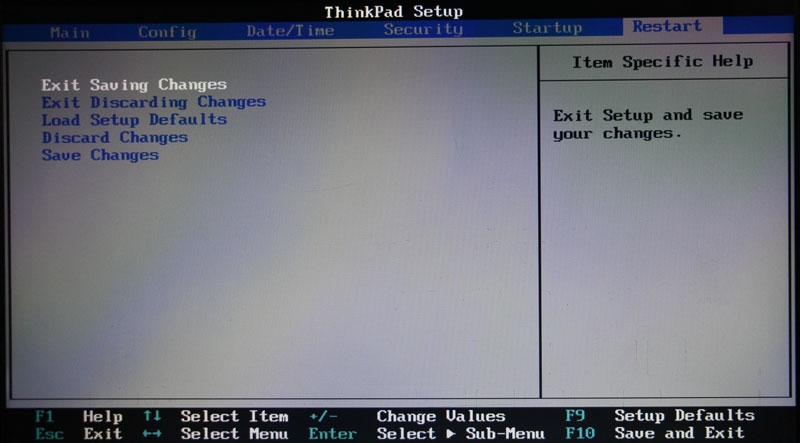 ThinkPad Setup
Main Config Date/Time Security Startup Restart
Item Specific Help
Exit Saving Changes
Exit Discarding Changes
Load Setup Defaults
Discard Changes
Save Changes
Exit Setup and save
your changes.
F1 Help ↑↓ Select Item +/- Change Values F9 Setup Defaults
Esc Exit ↔ Select Menu Enter Select ▶ Sub-Menu F10 Save and Exit